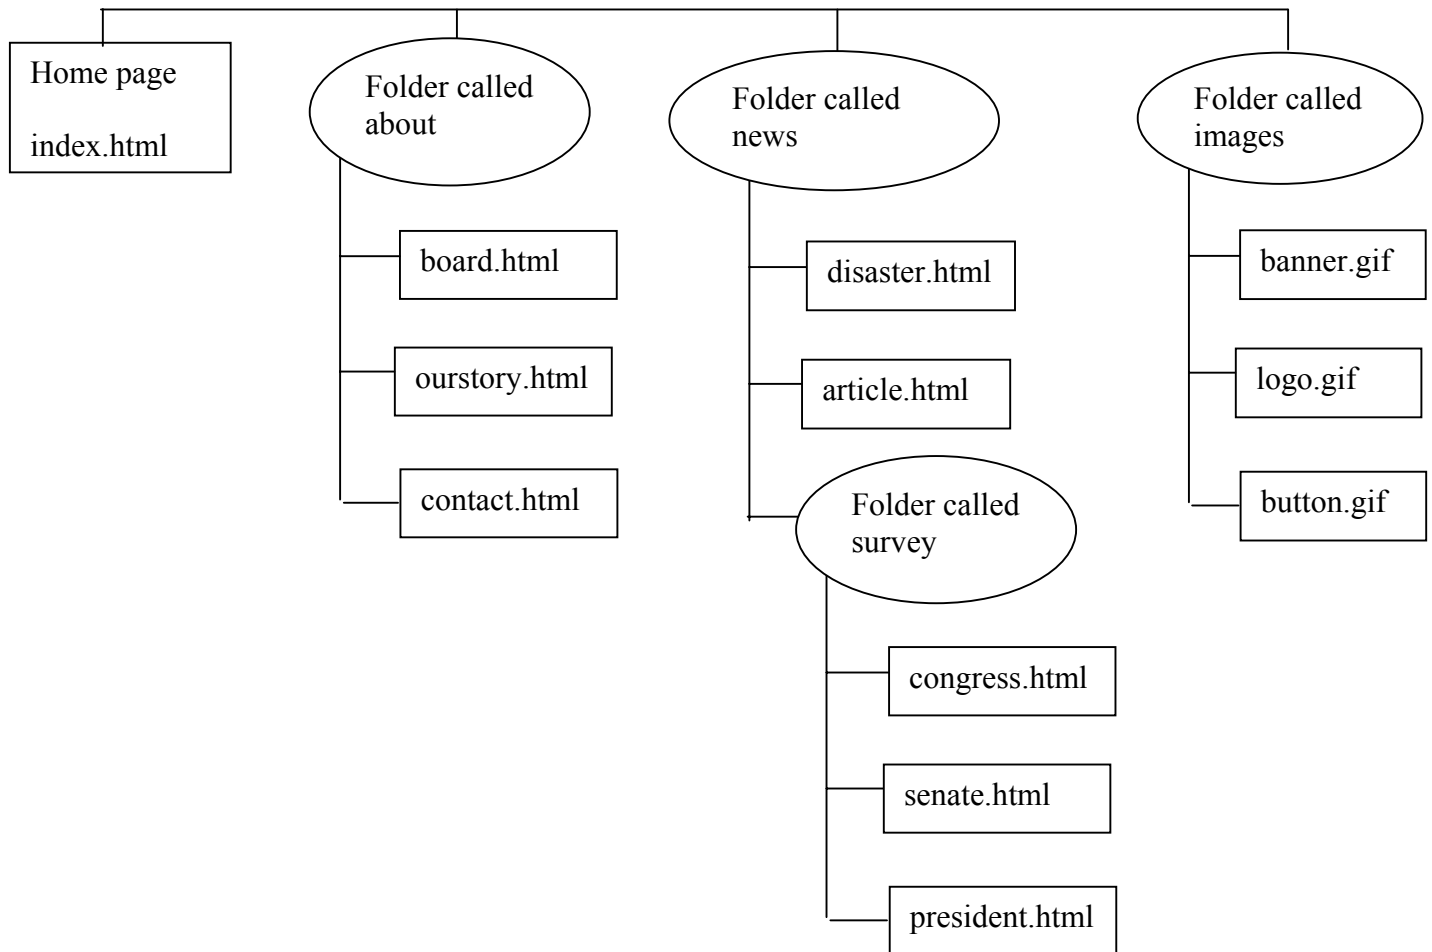 Home page
index.html
Folder called
about
board.html
ourstory.html
contact.html
Folder called
news
disaster.html
article.html
Folder called
survey
congress.html
senate.html
president.html
Folder called
images
banner.gif
logo.gif
button.gif